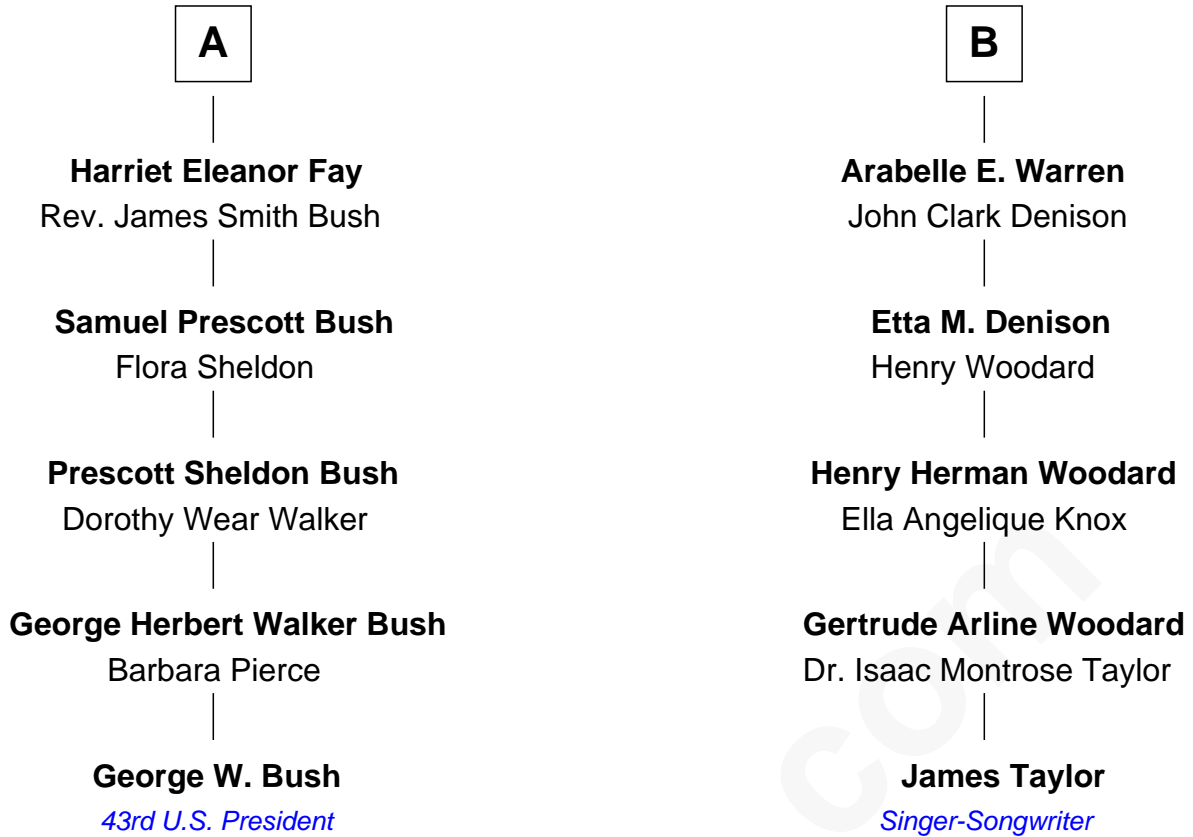 A
Harriet Eleanor Fay
Rev. James Smith Bush
Samuel Prescott Bush
Flora Sheldon
Prescott Sheldon Bush
Dorothy Wear Walker
George Herbert Walker Bush
Barbara Pierce
George W. Bush
43rd U.S. President
B
Arabelle E. Warren
John Clark Denison
Etta M. Denison
Henry Woodard
Henry Herman Woodard
Ella Angelique Knox
Gertrude Arline Woodard
Dr. Isaac Montrose Taylor
James Taylor
Singer-Songwriter
com